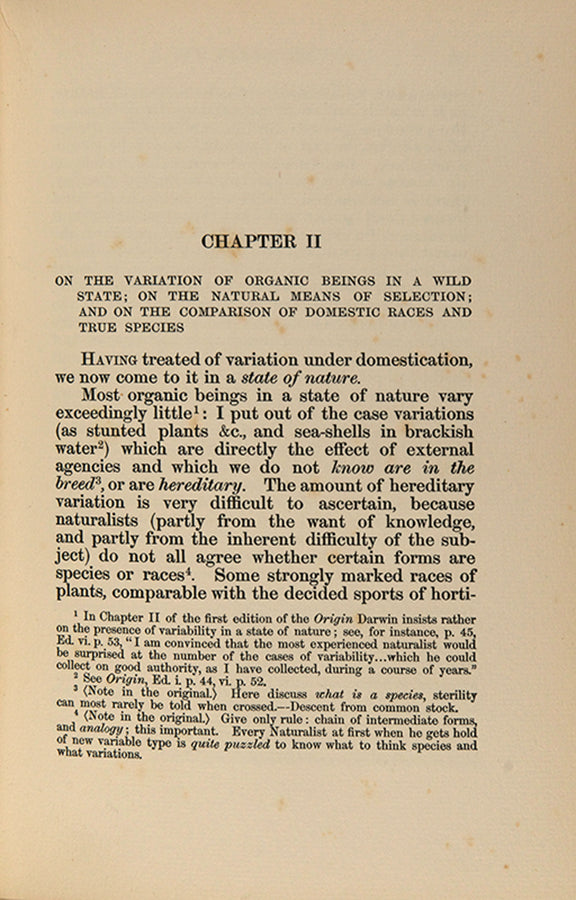 CHAPTER II
ON THE VARIATION OF ORGANIC BEINGS IN A WILD
STATE; ON THE NATURAL MEANS OF SELECTION;
AND ON THE COMPARISON OF DOMESTIC RACES AND
TRUE SPECIES
HAVING treated of variation under domestication,
we now come to it in a state of nature.
Most organic beings in a state of nature vary
exceedingly little¹: I put out of the case variations
(as stunted plants &c., and sea-shells in brackish
water²) which are directly the effect of external
agencies and which we do not know are in the
breed³, or are hereditary. The amount of hereditary
variation is very difficult to ascertain, because
naturalists (partly from the want of knowledge,
and partly from the inherent difficulty of the sub-
ject) do not all agree whether certain forms are
species or races⁴. Some strongly marked races of
plants, comparable with the decided sports of horti-
¹ In Chapter II of the first edition of the Origin Darwin insists rather
on the presence of variability in a state of nature; see, for instance, p. 45,
Ed. vi. p. 53, "I am convinced that the most experienced naturalist would
be surprised at the number of the cases of variability...which he could
collect on good authority, as I have collected, during a course of years."
² See Origin, Ed. i. p. 44, vi. p. 52.
³ ⟨Note in the original.⟩ Here discuss what is a species, sterility
can most rarely be told when crossed.—Descent from common stock.
⁴ ⟨Note in the original.⟩ Give only rule: chain of intermediate forms,
and analogy; this important. Every Naturalist at first when he gets hold
of new variable type is quite puzzled to know what to think species and
what variations.